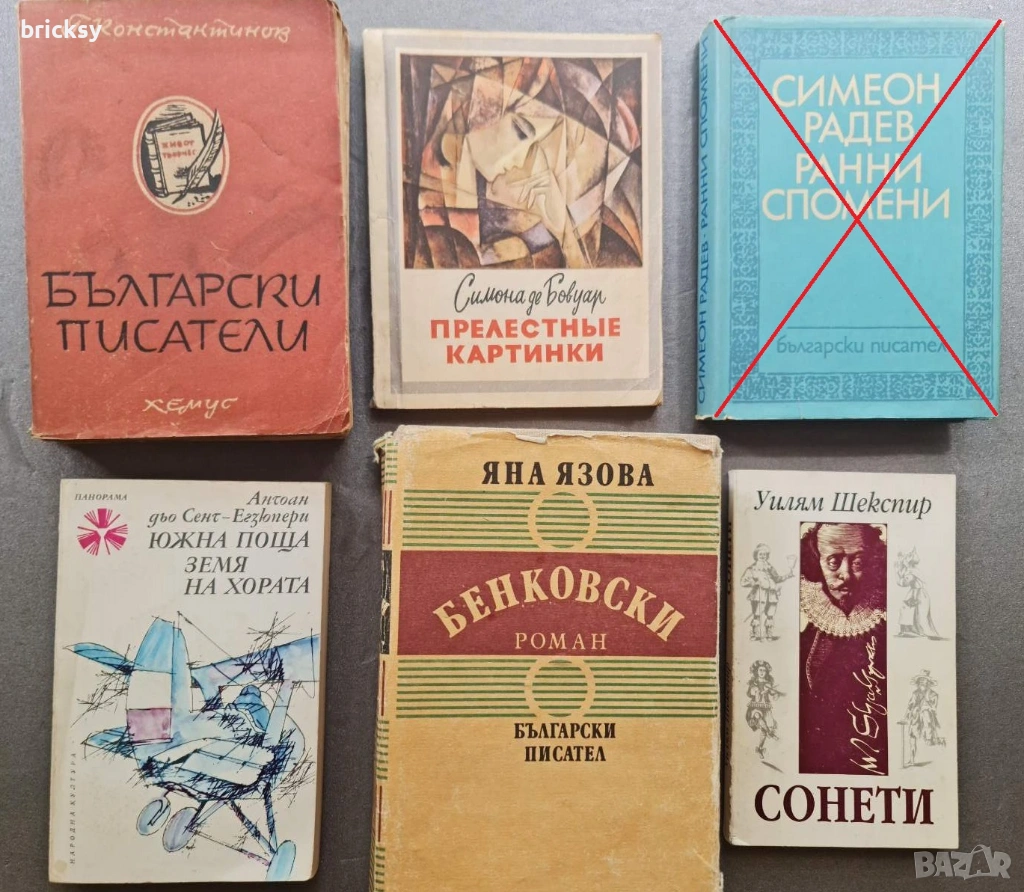 bricksy
Г. Константинов
ЖИВОТ
ТВОРЧЕС
БЪЛГАРСКИ
ПИСАТЕЛИ
ХЕМУС
Симона де Бовуар
ПРЕЛЕСТНЫЕ
КАРТИНКИ
СИМЕОН РАДЕВ · РАННИ СПОМЕНИ
СИМЕОН
РАДЕВ
РАННИ
СПОМЕНИ
български писател
ПАНОРАМА
Антоан
дьо Сент-Егзюпери
ЮЖНА ПОЩА
ЗЕМЯ
НА ХОРАТА
НАРОДНА КУЛТУРА
ЯНА ЯЗОВА
БЕНКОВСКИ
РОМАН
БЪЛГАРСКИ
ПИСАТЕЛ
Уилям Шекспир
СОНЕТИ
BAZAR